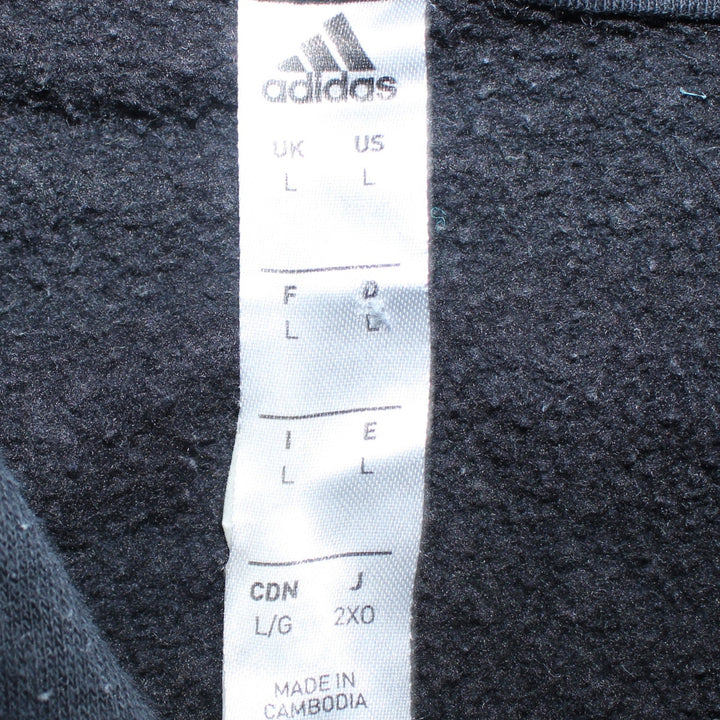 adidas
UK US
L L
F D
L L
I E
L L
CDN J
L/G 2XO
MADE IN
CAMBODIA